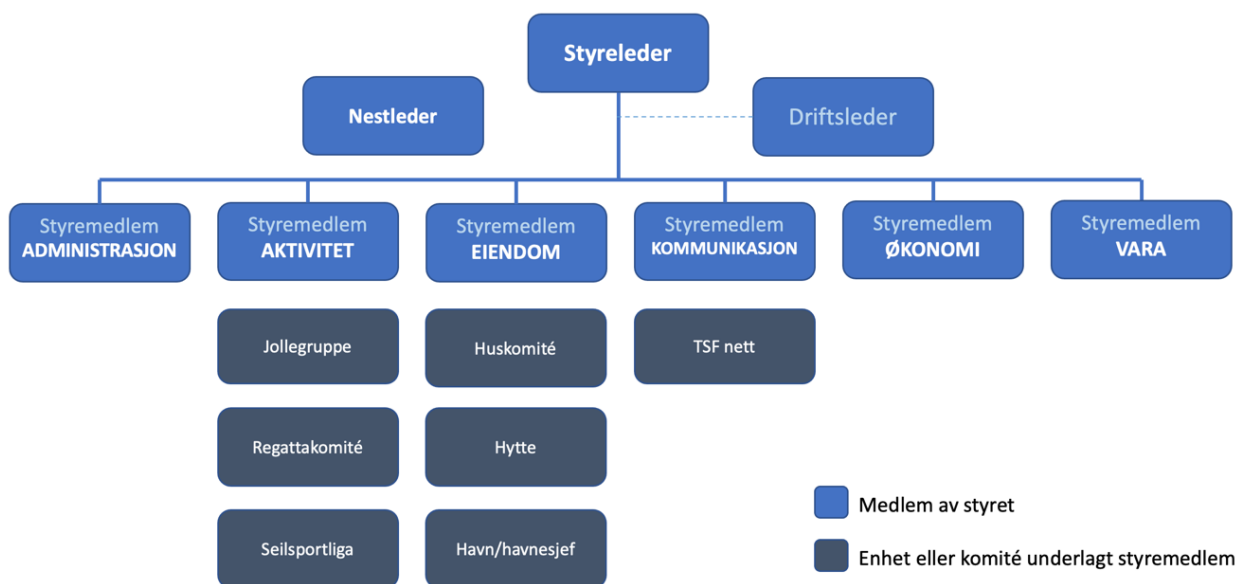 Styreleder
Nestleder
Driftsleder
Styremedlem
ADMINISTRASJON
Styremedlem
AKTIVITET
Styremedlem
EIENDOM
Styremedlem
KOMMUNIKASJON
Styremedlem
ØKONOMI
Styremedlem
VARA
Jollegruppe
Huskomité
TSF nett
Regattakomité
Hytte
Seilsportliga
Havn/havnesjef
Medlem av styret
Enhet eller komité underlagt styremedlem